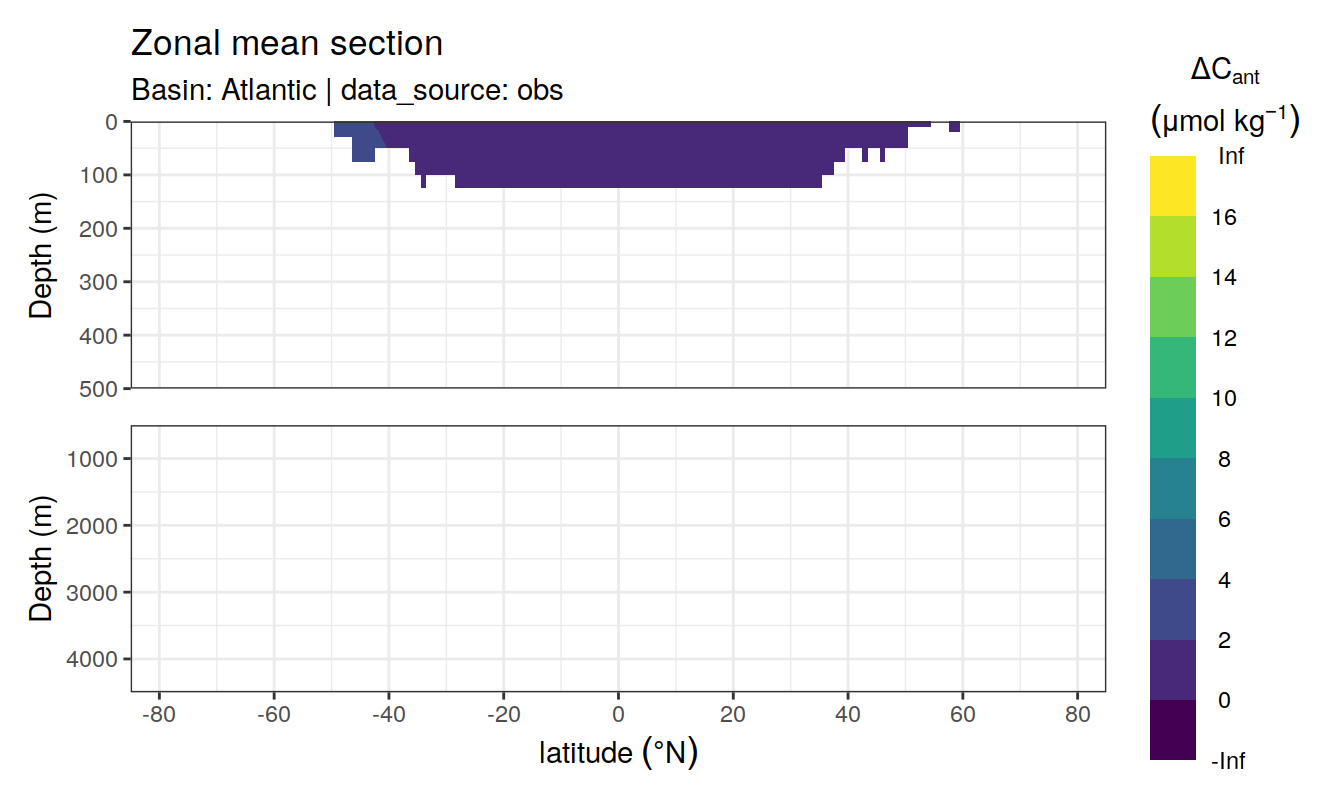 Zonal mean section
Basin: Atlantic | data_source: obs
ΔCant
(μmol kg⁻¹)
Inf
16
14
12
10
8
6
4
2
0
-Inf
Depth (m)
0
100
200
300
400
500
Depth (m)
1000
2000
3000
4000
-80 -60 -40 -20 0 20 40 60 80
latitude (°N)